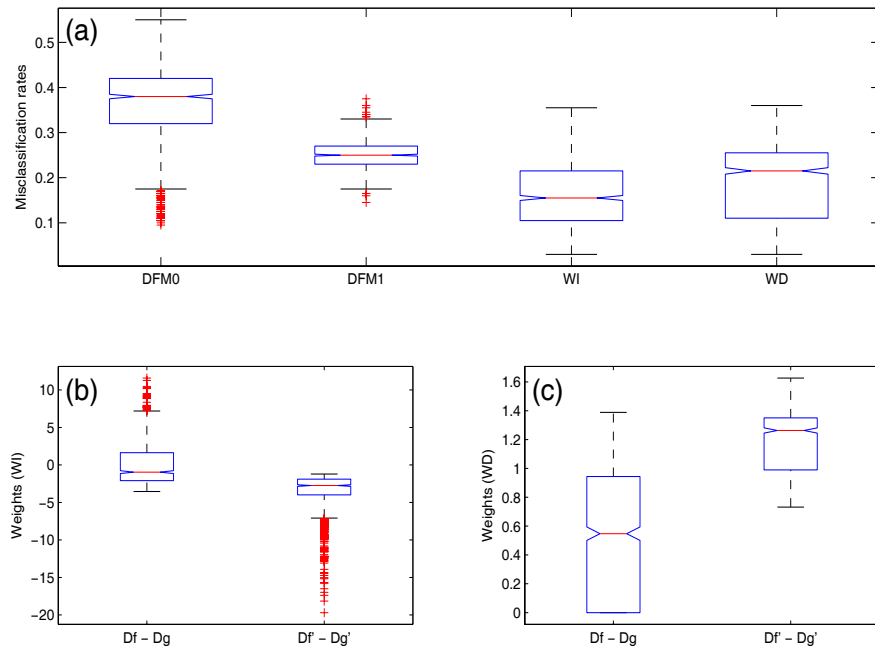 (a)
Misclassification rates
0.5
0.4
0.3
0.2
0.1
DFM0 DFM1 WI WD
(b)
Weights (WI)
10
5
0
−5
−10
−15
−20
Df − Dg Df' − Dg'
(c)
Weights (WD)
1.6
1.4
1.2
1
0.8
0.6
0.4
0.2
0
Df − Dg Df' − Dg'